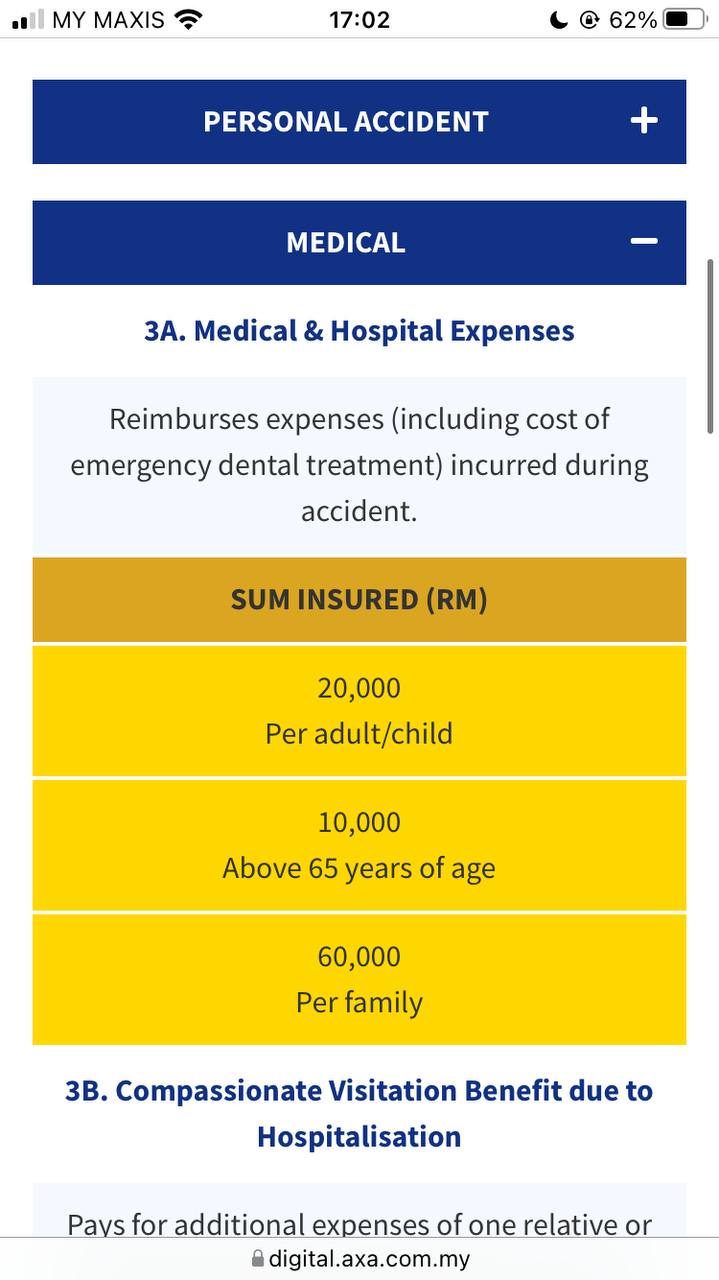 MY MAXIS 17:02 62%
PERSONAL ACCIDENT +
MEDICAL −
3A. Medical & Hospital Expenses
Reimburses expenses (including cost of
emergency dental treatment) incurred during
accident.
SUM INSURED (RM)
20,000
Per adult/child
10,000
Above 65 years of age
60,000
Per family
3B. Compassionate Visitation Benefit due to
Hospitalisation
Pays for additional expenses of one relative or
digital.axa.com.my